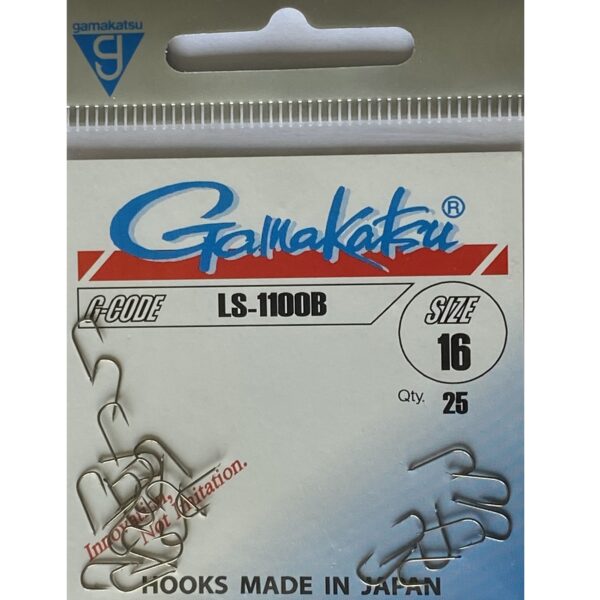 gamakatsu
g
Gamakatsu®
G-CODE LS-1100B
SIZE
16
Qty. 25
Innovation,
Not Imitation.
HOOKS MADE IN JAPAN